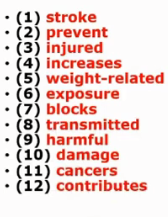 • (1) stroke
• (2) prevent
• (3) injured
• (4) increases
• (5) weight-related
• (6) exposure
• (7) blocks
• (8) transmitted
• (9) harmful
• (10) damage
• (11) cancers
• (12) contributes